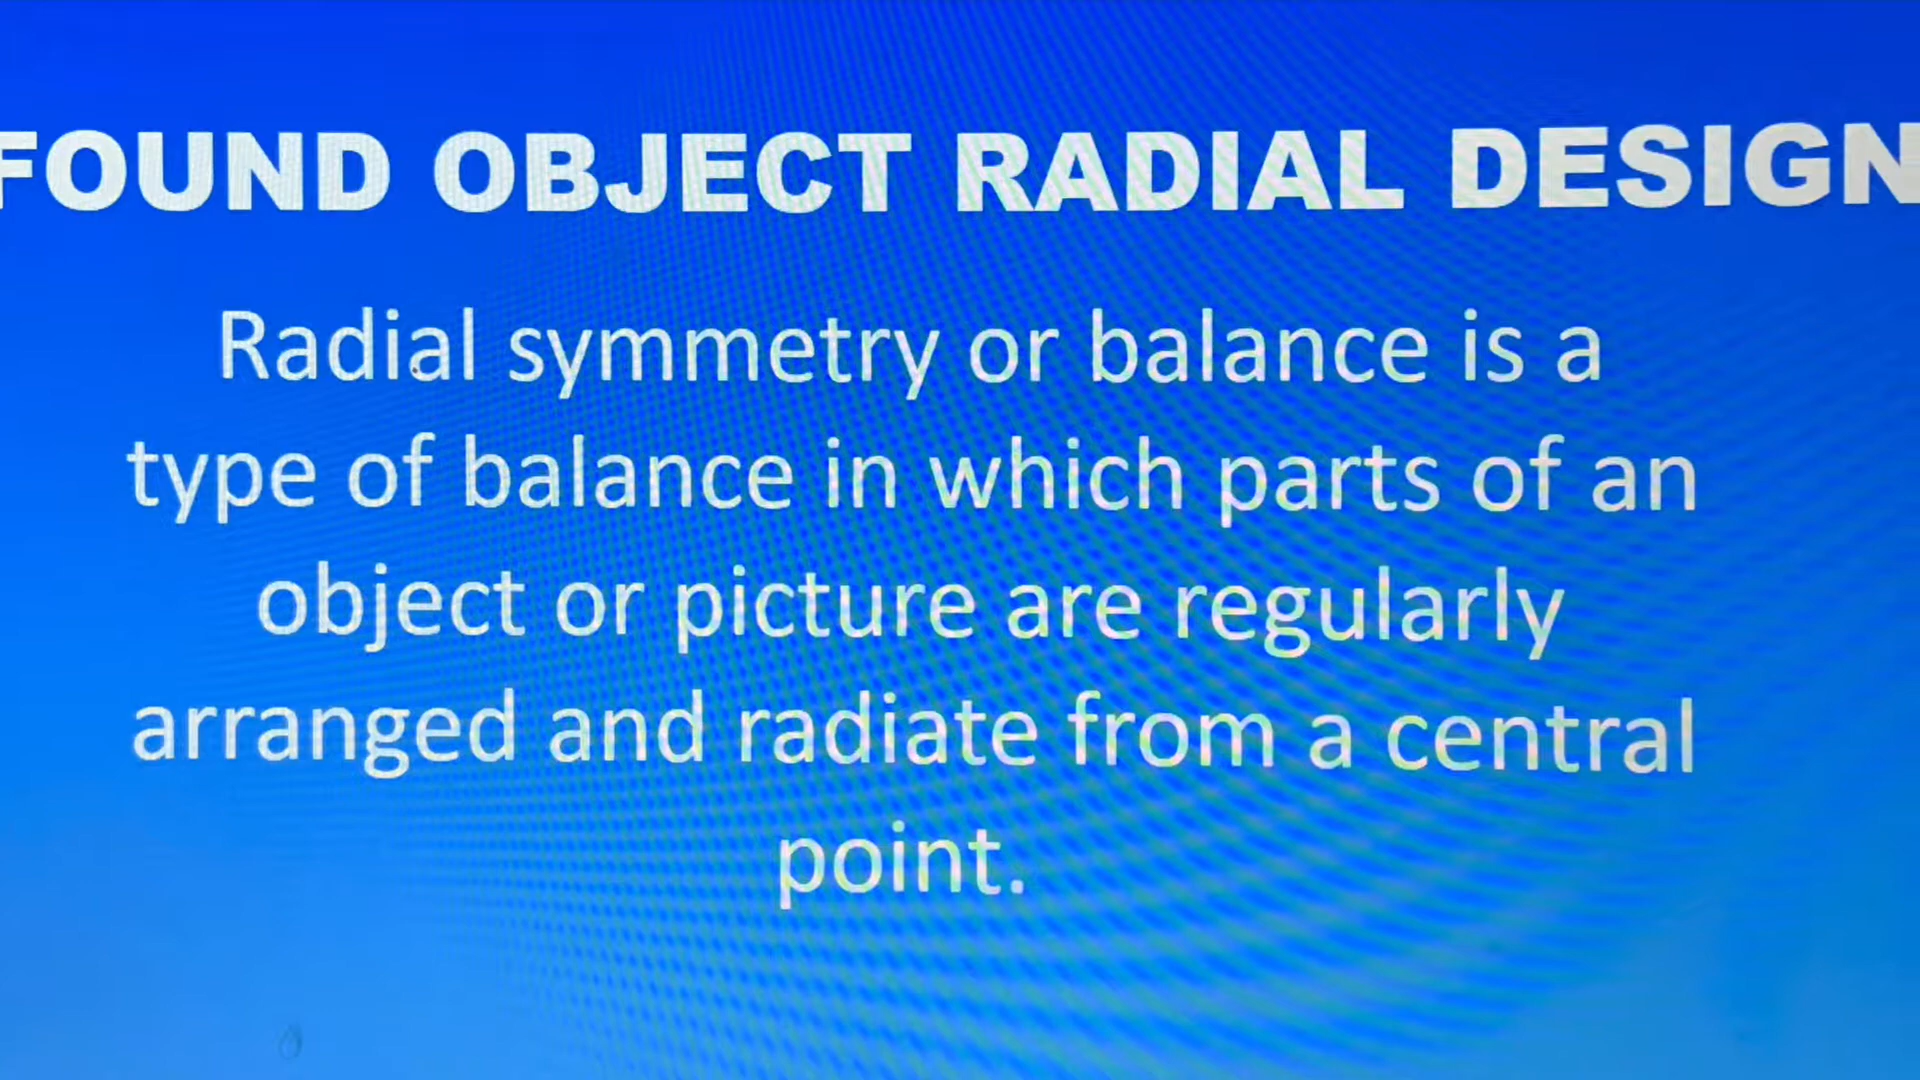 FOUND OBJECT RADIAL DESIGN
Radial symmetry or balance is a
type of balance in which parts of an
object or picture are regularly
arranged and radiate from a central
point.